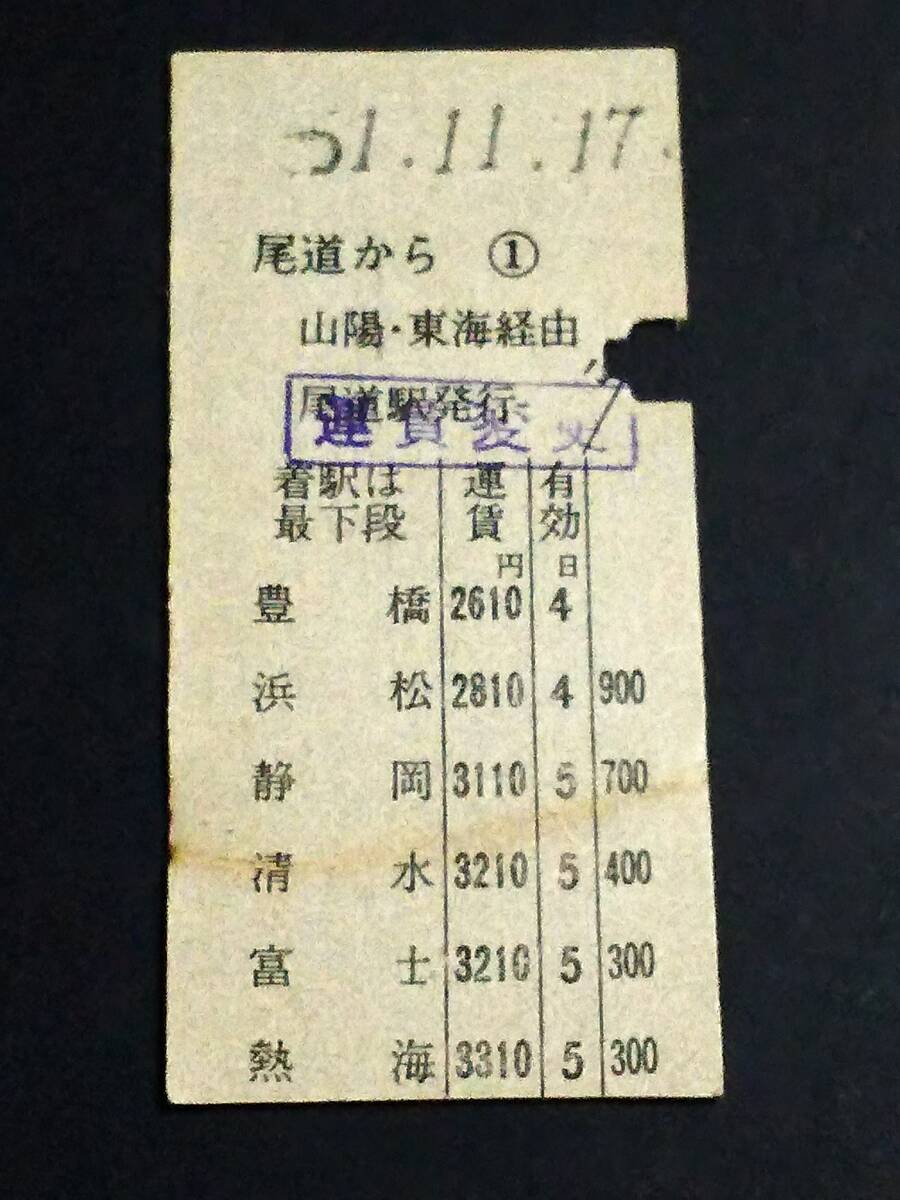 51.11.17.
尾道から ①
山陽・東海経由
尾道駅発行
運賃変更
着駅は最下段 運賃 有効
円 日
豊橋 2610 4
浜松 2810 4 900
静岡 3110 5 700
清水 3210 5 400
富士 3210 5 300
熱海 3310 5 300